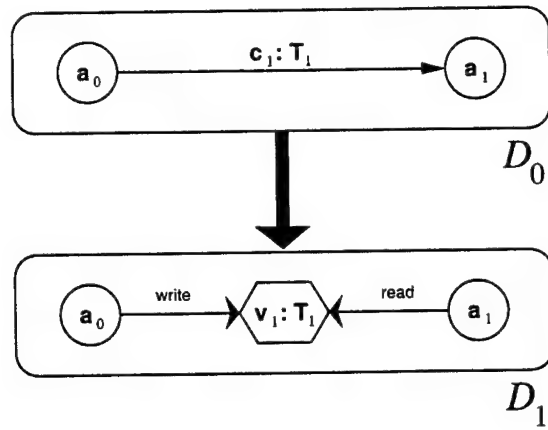 c₁: T₁
a₀ a₁
D₀
write read
a₀ v₁: T₁ a₁
D₁